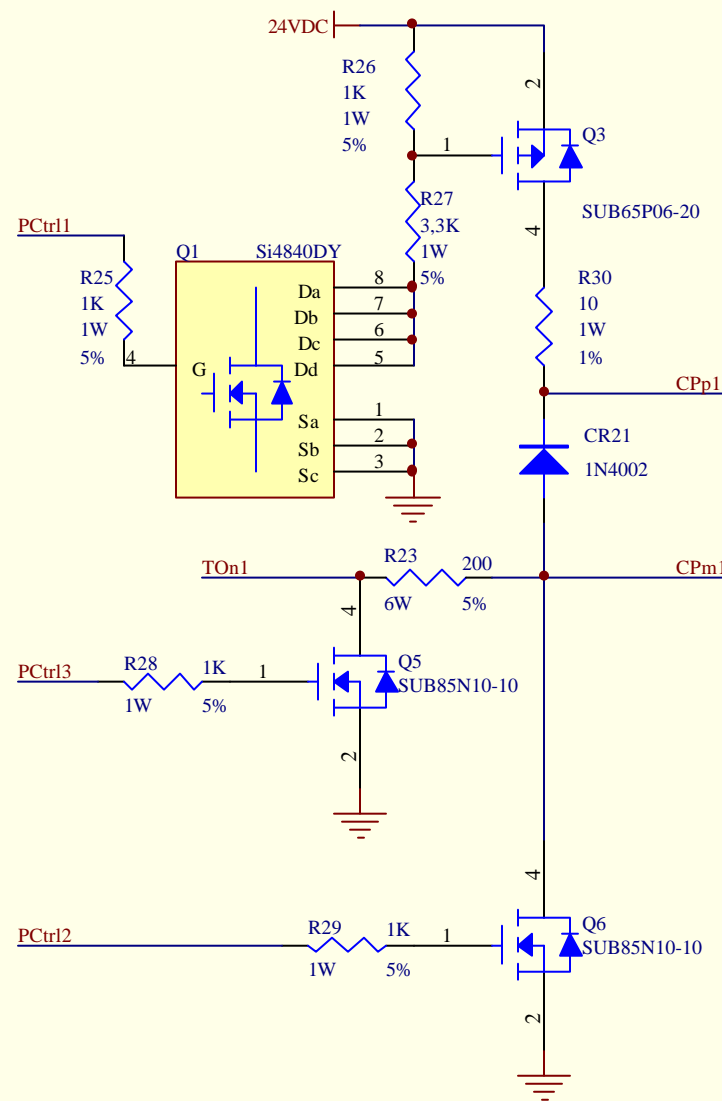 24VDC
R26
1K
1W
5%
2
1
Q3
SUB65P06-20
4
R27
3,3K
1W
5%
PCtrl1
R25
1K
1W
5%
4
Q1
Si4840DY
G
Da
8
Db
7
Dc
6
Dd
5
Sa
1
Sb
2
Sc
3
R30
10
1W
1%
CPp1
CR21
1N4002
TOn1
R23
200
6W
5%
CPm1
4
PCtrl3
R28
1K
1W
5%
1
Q5
SUB85N10-10
2
4
PCtrl2
R29
1K
1W
5%
1
Q6
SUB85N10-10
2